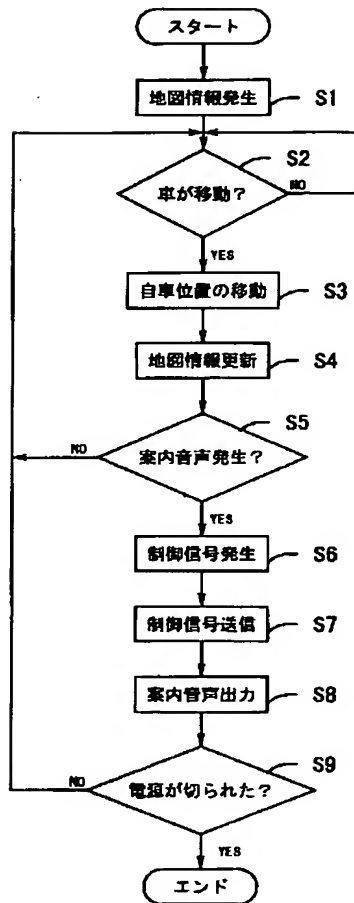 スタート
地図情報発生 S1
S2
車が移動？ NO
YES
自車位置の移動 S3
地図情報更新 S4
S5
NO 案内音声発生？
YES
制御信号発生 S6
制御信号送信 S7
案内音声出力 S8
S9
NO 電源が切られた？
YES
エンド